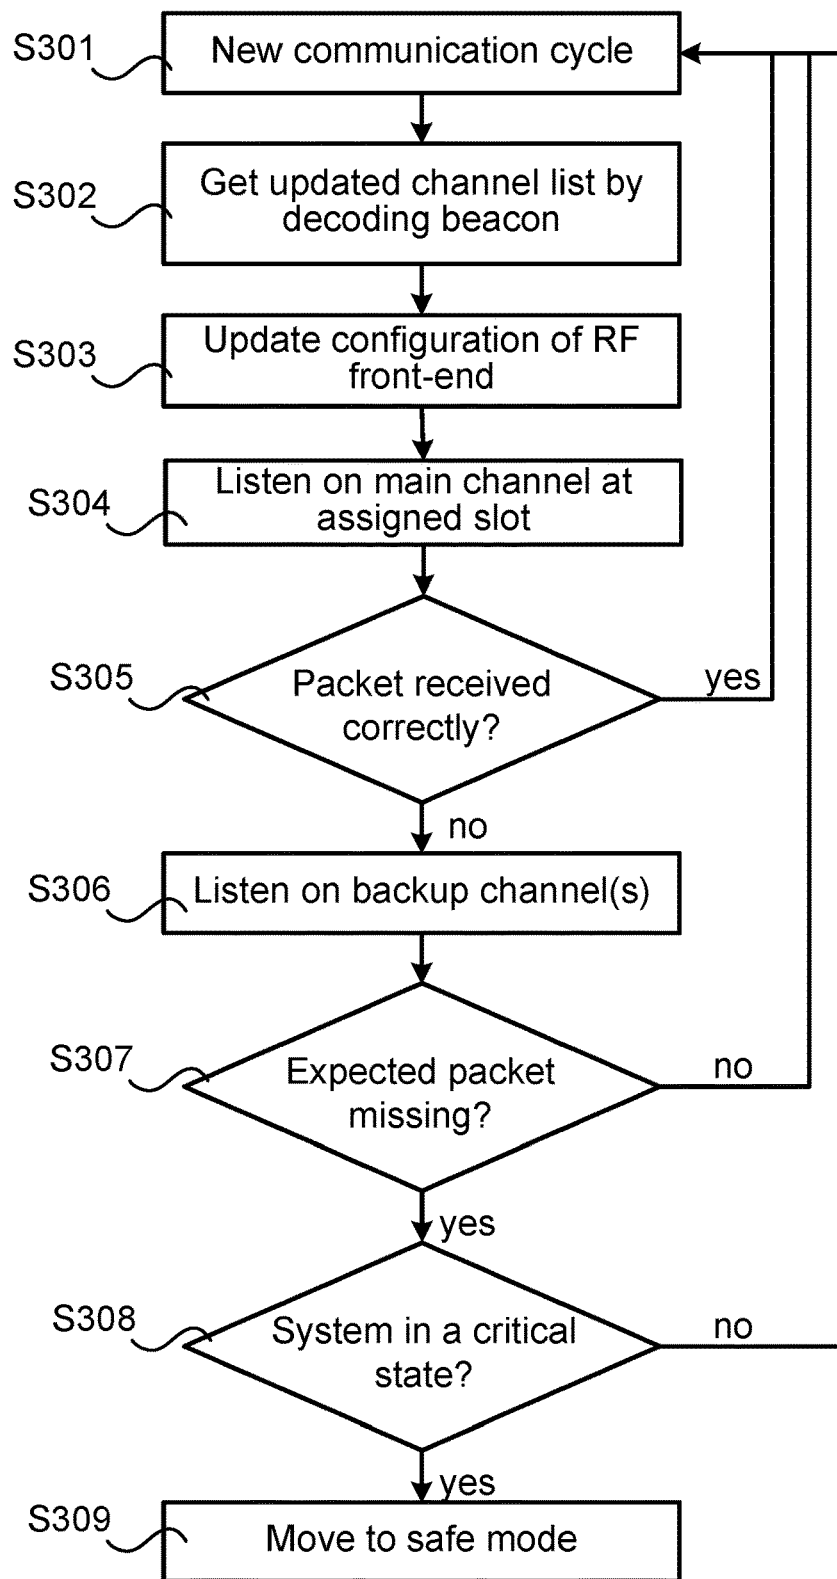 S301
New communication cycle
S302
Get updated channel list by
decoding beacon
S303
Update configuration of RF
front-end
S304
Listen on main channel at
assigned slot
S305
Packet received
correctly?
yes
no
S306
Listen on backup channel(s)
S307
Expected packet
missing?
no
yes
S308
System in a critical
state?
no
yes
S309
Move to safe mode